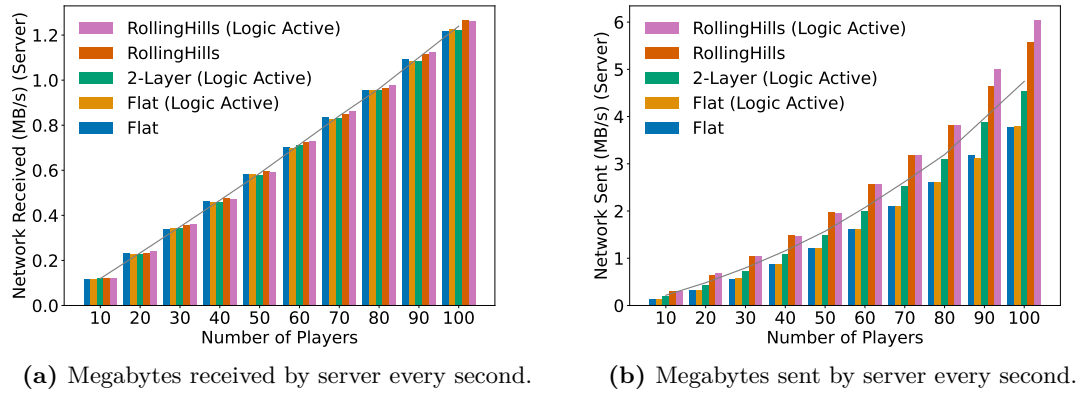 Network Received (MB/s) (Server)
1.2
1.0
0.8
0.6
0.4
0.2
0.0
RollingHills (Logic Active)
RollingHills
2-Layer (Logic Active)
Flat (Logic Active)
Flat
10 20 30 40 50 60 70 80 90 100
Number of Players
(a) Megabytes received by server every second.
Network Sent (MB/s) (Server)
6
5
4
3
2
1
0
RollingHills (Logic Active)
RollingHills
2-Layer (Logic Active)
Flat (Logic Active)
Flat
10 20 30 40 50 60 70 80 90 100
Number of Players
(b) Megabytes sent by server every second.